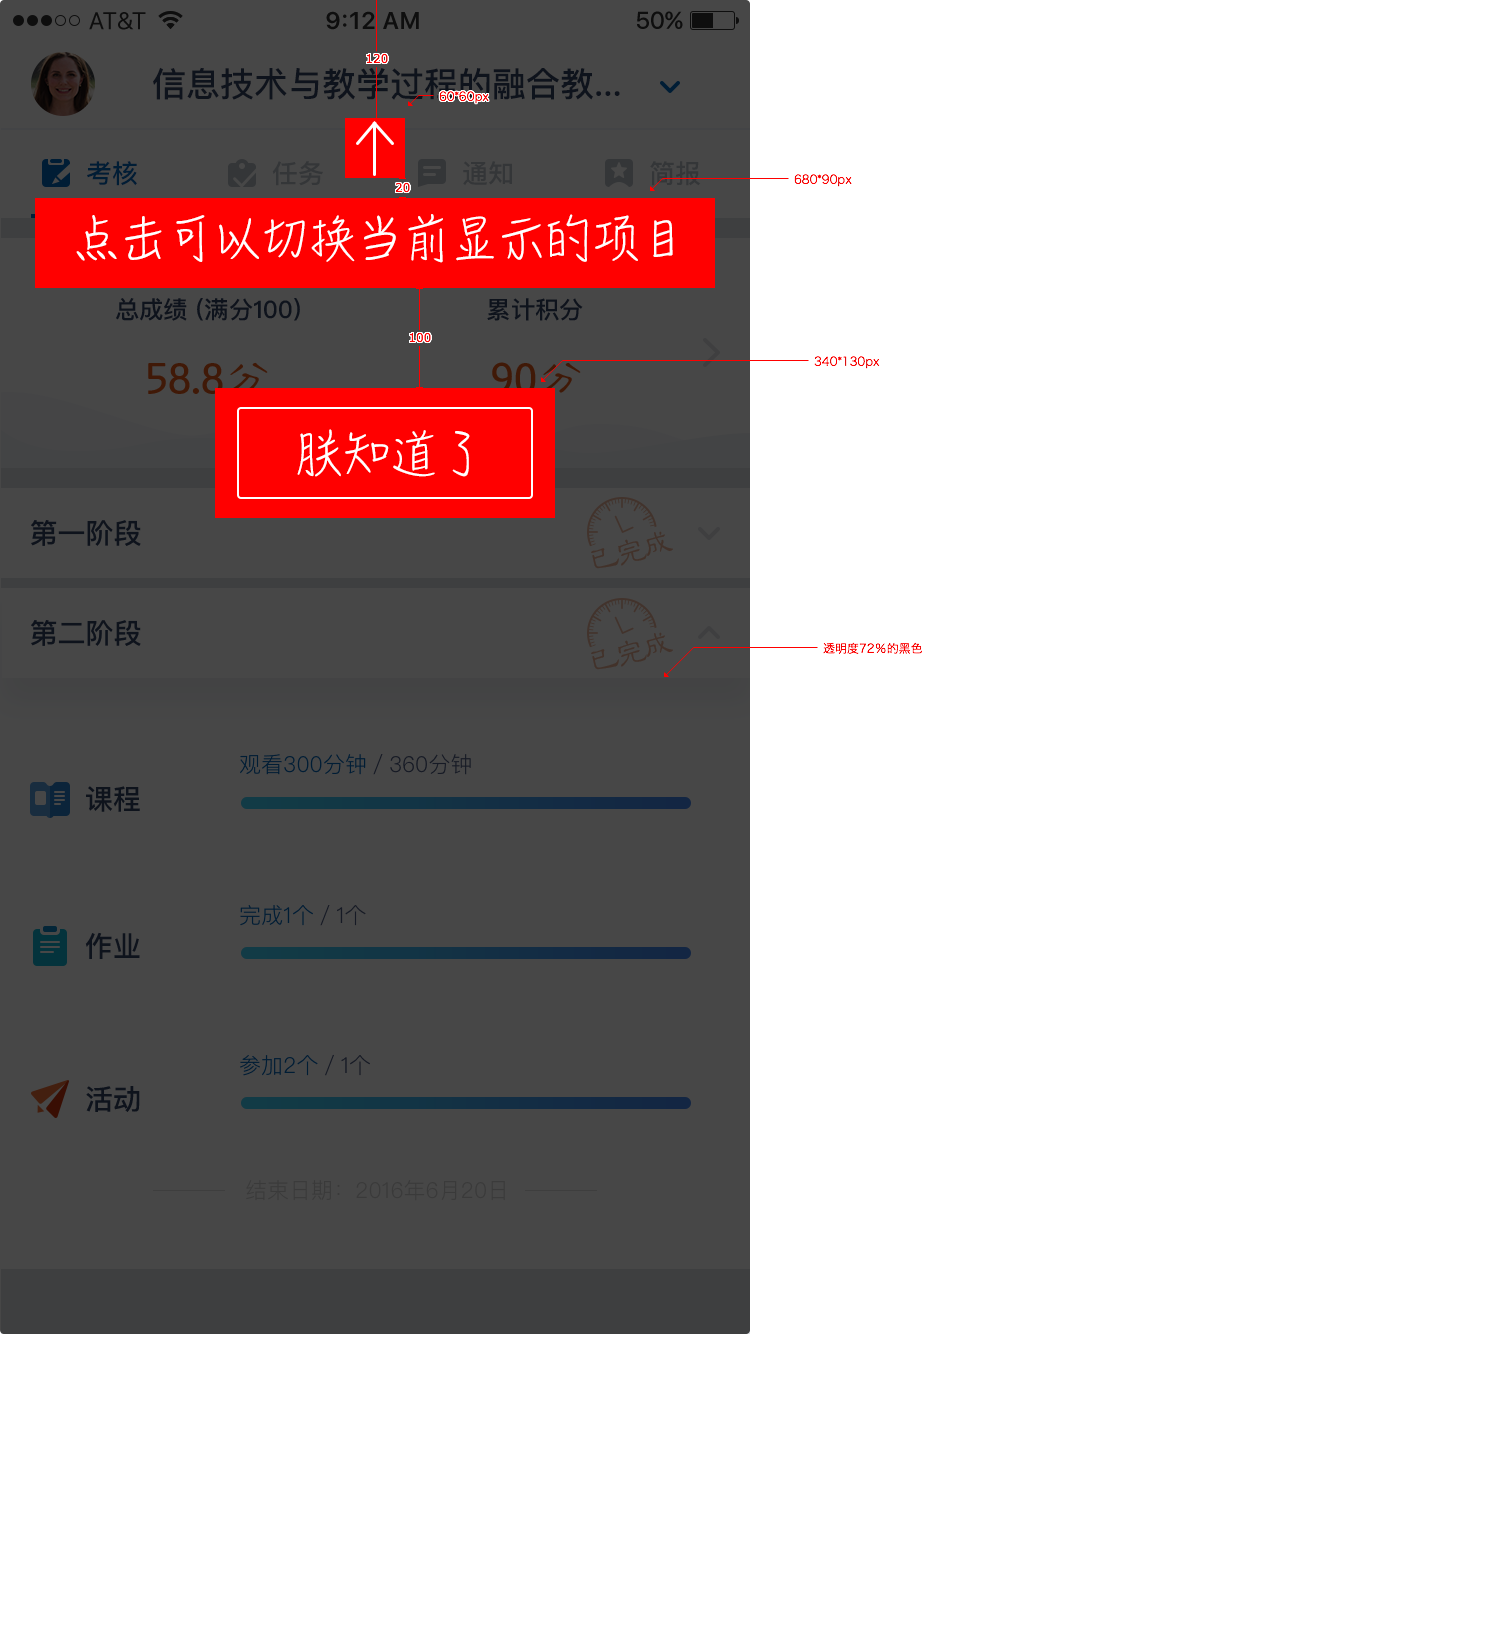 AT&T 9:12 AM 50%
120
信息技术与教学过程的融合教...
60*60px
考核 任务 通知 简报
680*90px
20
点击可以切换当前显示的项目
总成绩 (满分100) 累计积分
100
340*130px
58.8分 90分
朕知道了
第一阶段 已完成
第二阶段 已完成
透明度72%的黑色
观看300分钟 / 360分钟
课程
完成1个 / 1个
作业
参加2个 / 1个
活动
结束日期：2016年6月20日